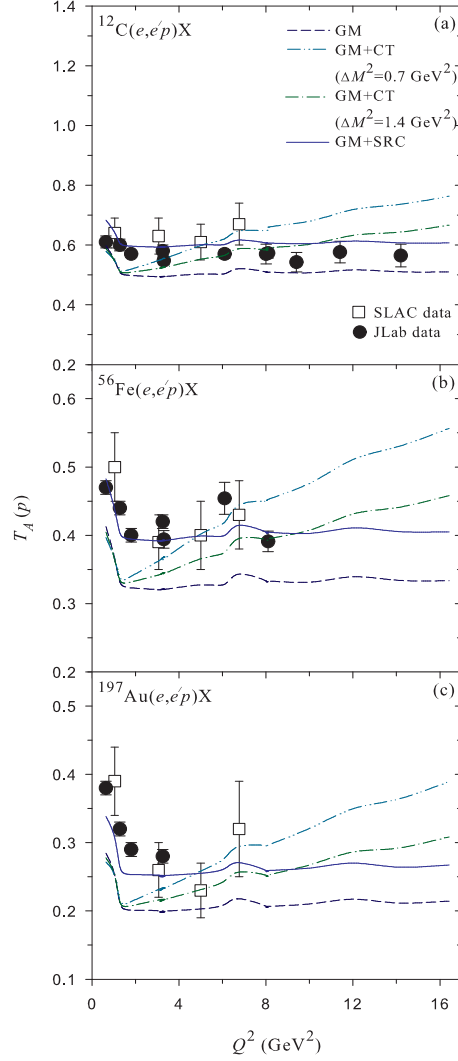 1.4
¹²C(e,e′p)X
(a)
GM
GM+CT
(ΔM²=0.7 GeV²)
GM+CT
(ΔM²=1.4 GeV²)
GM+SRC
1.2
1.0
0.8
0.6
0.4
0.2
SLAC data
JLab data
⁵⁶Fe(e,e′p)X
(b)
0.6
0.5
0.4
0.3
0.2
T_A(p)
¹⁹⁷Au(e,e′p)X
(c)
0.5
0.4
0.3
0.2
0.1
0 4 8 12 16
Q² (GeV²)